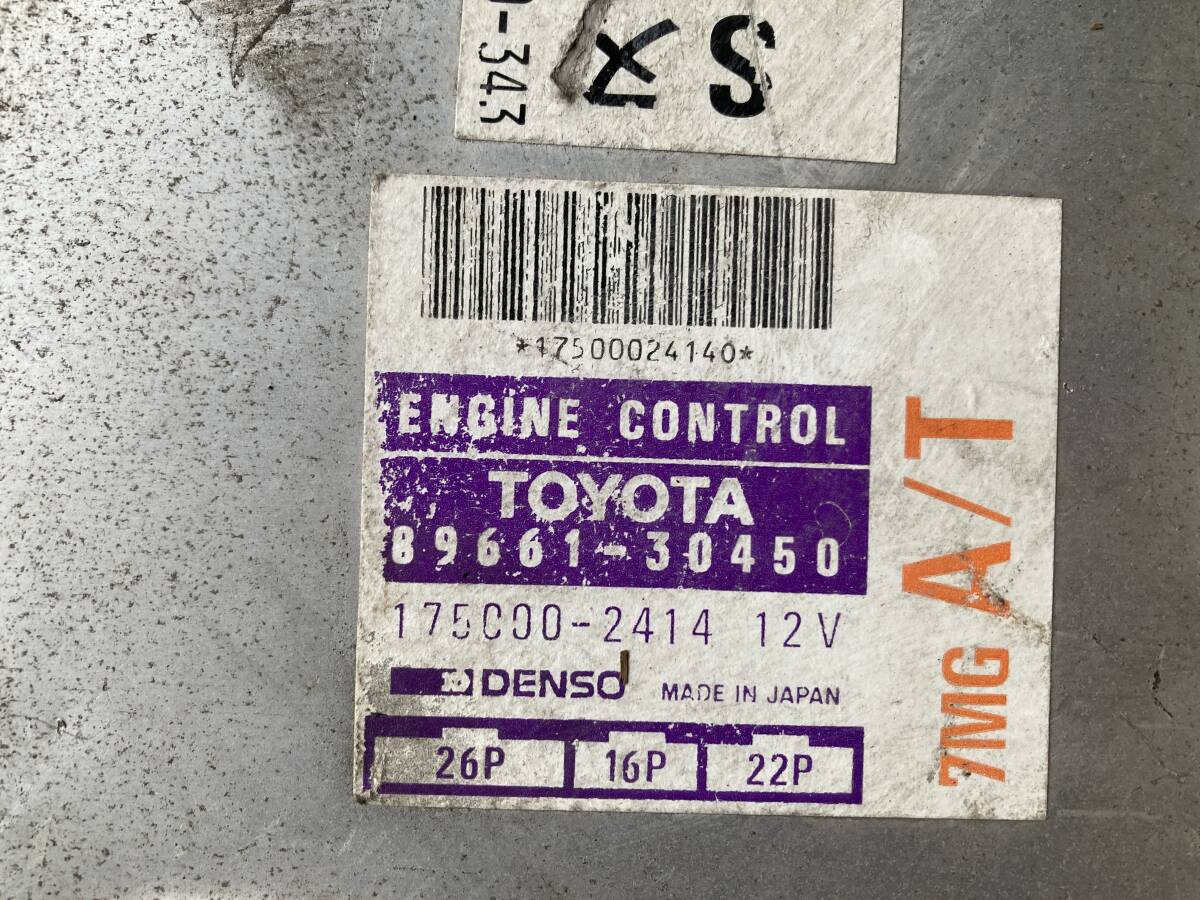 -34.3
S
*17500024140*
ENGINE CONTROL
TOYOTA
89661-30450
175000-2414 12V
DENSO MADE IN JAPAN
26P 16P 22P
7MG A/T